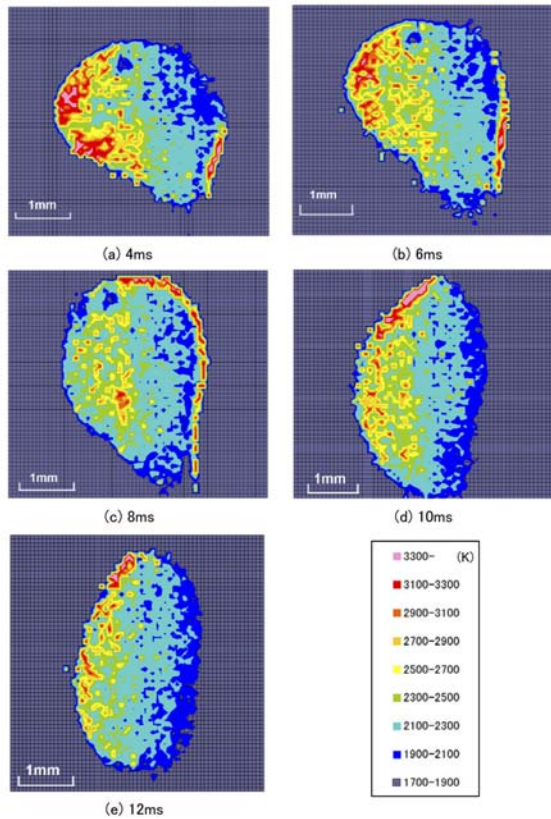 1mm
1mm
(a) 4ms
(b) 6ms
1mm
1mm
(c) 8ms
(d) 10ms
1mm
(e) 12ms
3300- (K)
3100-3300
2900-3100
2700-2900
2500-2700
2300-2500
2100-2300
1900-2100
1700-1900